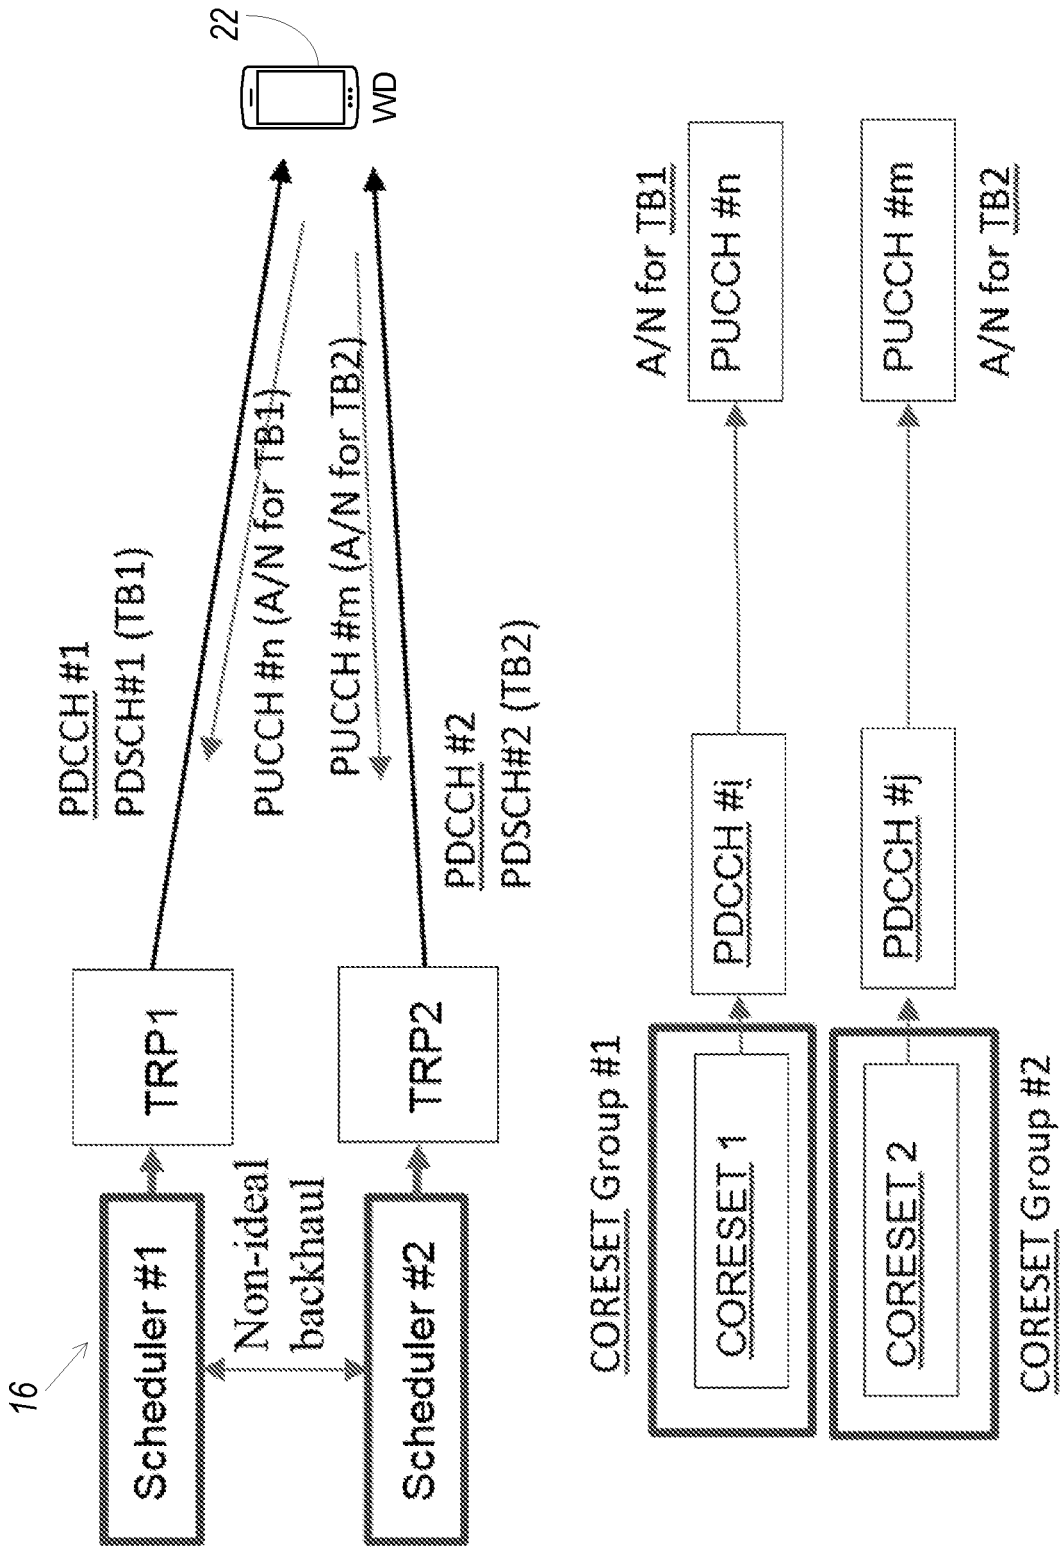 16
Scheduler #1
Non-ideal
backhaul
Scheduler #2
TRP1
TRP2
PDCCH #1
PDSCH#1 (TB1)
PUCCH #n (A/N for TB1)
PUCCH #m (A/N for TB2)
PDCCH #2
PDSCH#2 (TB2)
22
WD
CORESET Group #1
CORESET 1
PDCCH #i
A/N for TB1
PUCCH #n
CORESET 2
PDCCH #j
PUCCH #m
CORESET Group #2
A/N for TB2